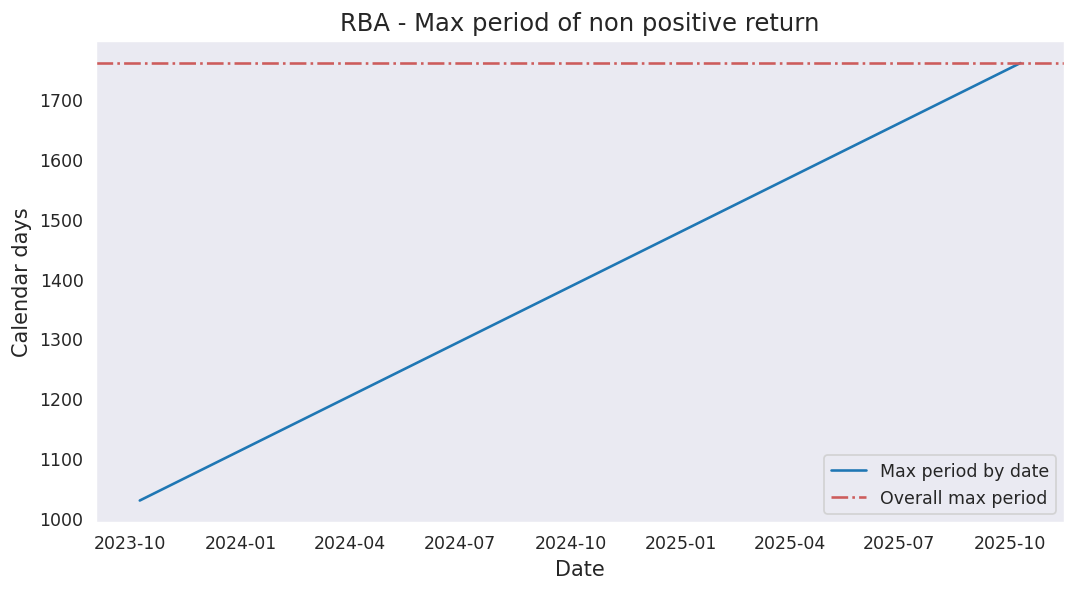 RBA - Max period of non positive return
Calendar days
1700
1600
1500
1400
1300
1200
1100
1000
Max period by date
Overall max period
2023-10 2024-01 2024-04 2024-07 2024-10 2025-01 2025-04 2025-07 2025-10
Date